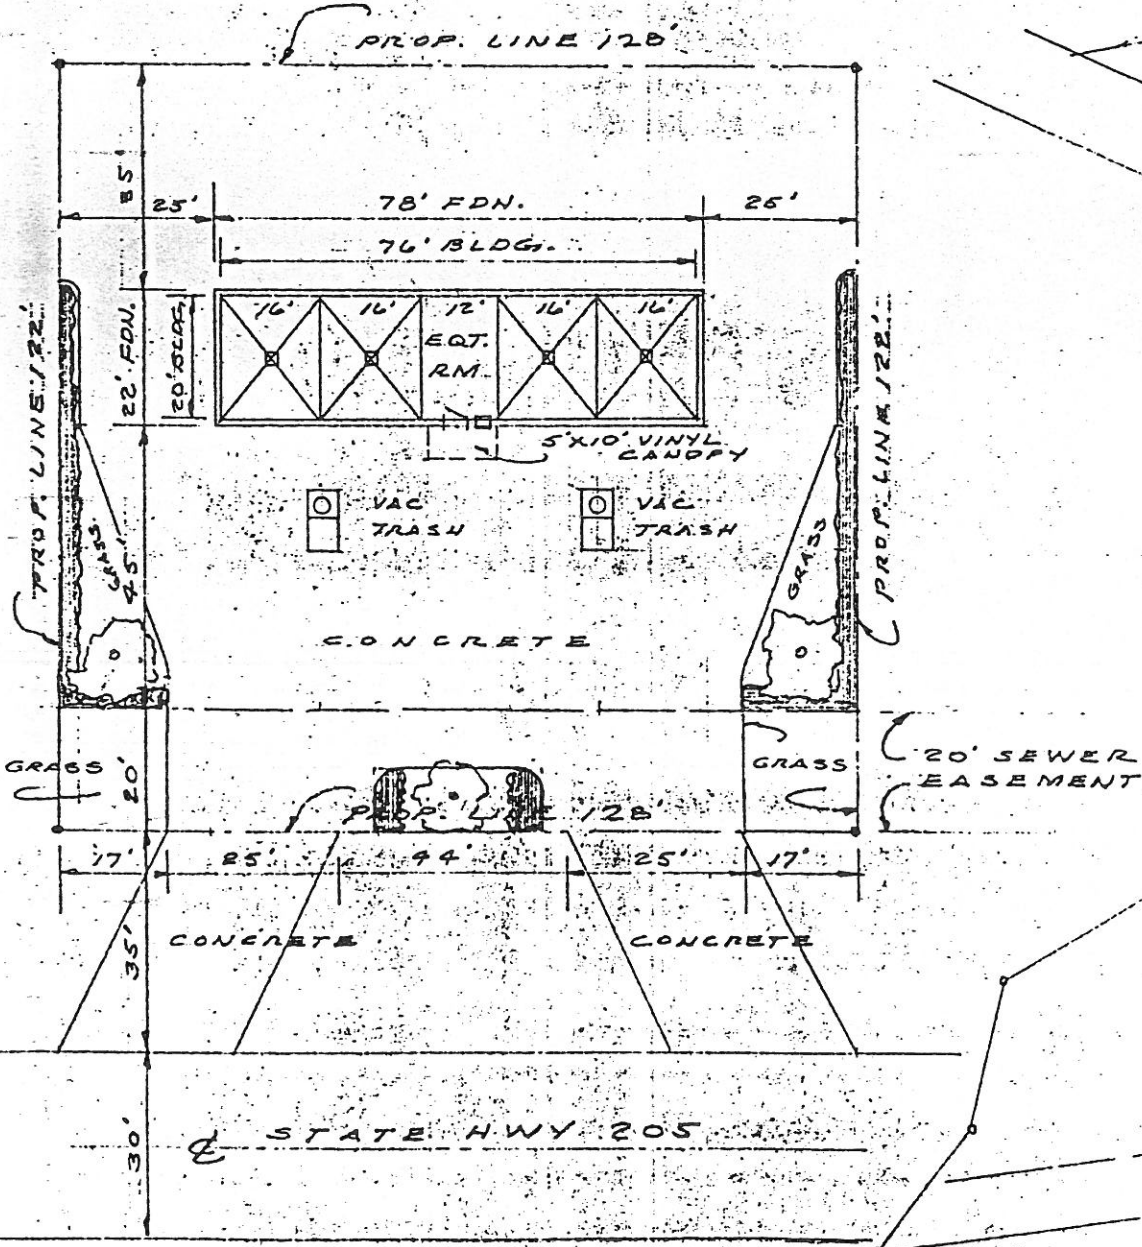 PROP. LINE 128'
25' 78' FDN. 25'
76' BLDG.
35'
PROP. LINE 122'
22' FDN.
20' BLDG.
16' 16' 12' 16' 16'
EQT.
RM.
5'X10' VINYL
CANOPY
VAC
TRASH
VAC
TRASH
PROP. LINE 122'
GRASS
45'
GRASS
CONCRETE
GRASS
20'
GRASS
20' SEWER
EASEMENT
PROP. LINE 128'
17' 25' 44' 25' 17'
CONCRETE
CONCRETE
35'
30'
STATE HWY 205